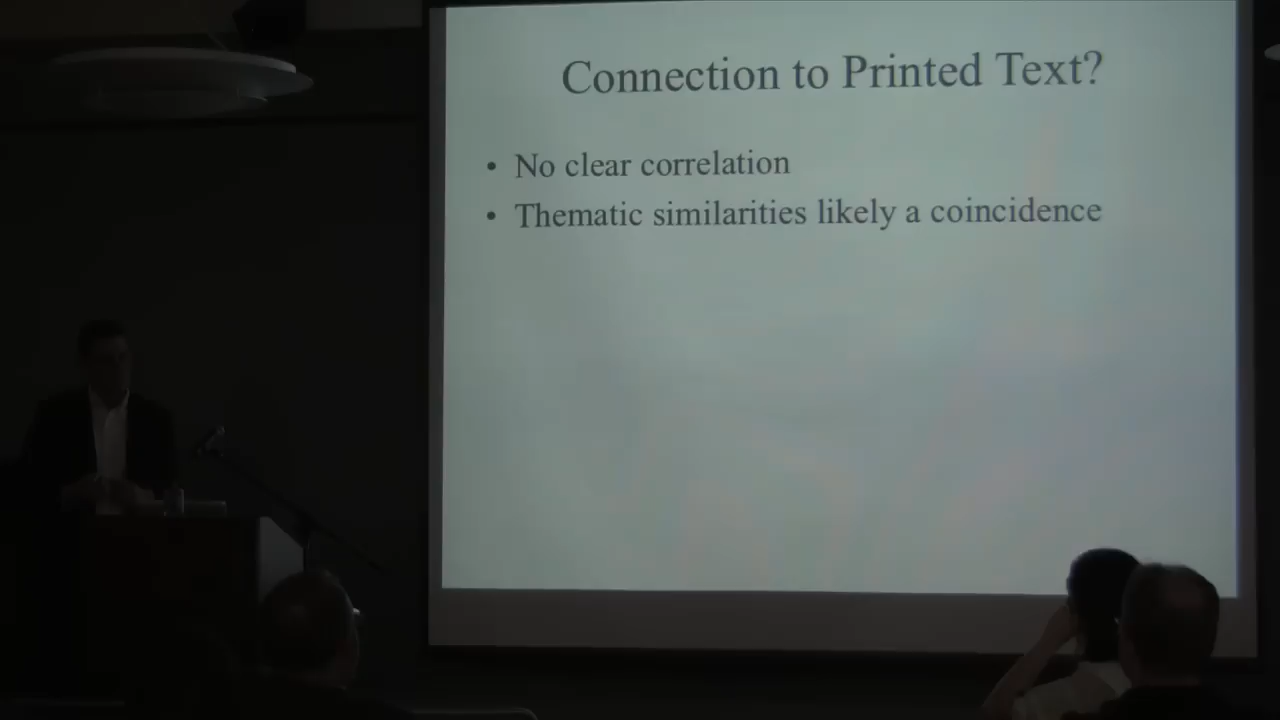 Connection to Printed Text?
• No clear correlation
• Thematic similarities likely a coincidence